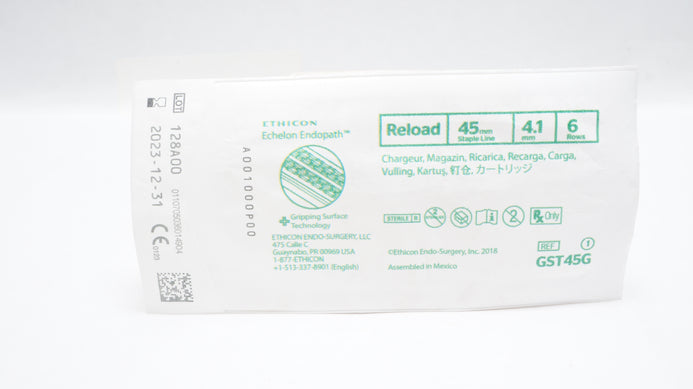 LOT 128A00
2023-12-31
CE
A001000P00
ETHICON
Echelon Endopath™
Gripping Surface
Technology
ETHICON ENDO-SURGERY, LLC
475 Calle C
Guaynabo, PR 00969 USA
1-877-ETHICON
+1-513-337-8901 (English)
Reload
45mm
Staple Line
4.1
mm
6
Rows
Chargeur, Magazin, Ricarica, Recarga, Carga,
Vulling, Kartuş, 钉仓, カートリッジ
STERILE R
2
Rx Only
©Ethicon Endo-Surgery, Inc. 2018
Assembled in Mexico
REF 1
GST45G